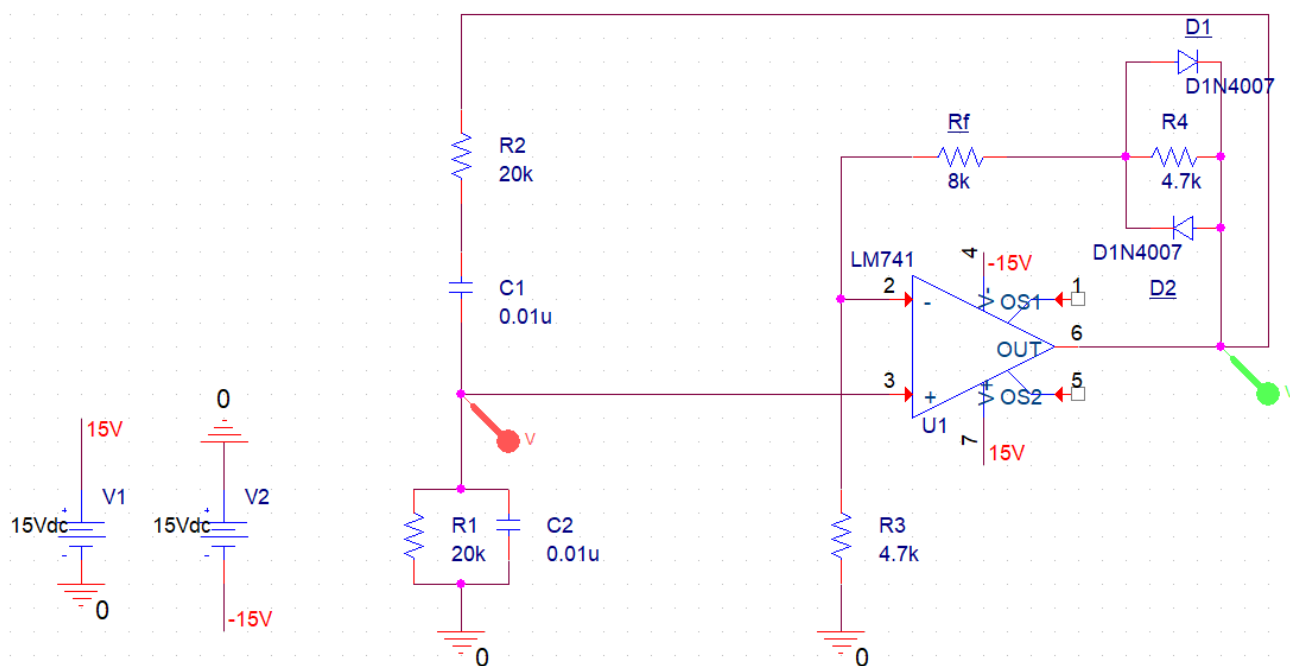 D1
D1N4007
R2
20k
Rf
8k
R4
4.7k
D1N4007
D2
C1
0.01u
LM741
4
-15V
2
-
V-
OS1
1
OUT
6
3
+
V+
OS2
5
U1
7
15V
V
V
0
15V
V1
15Vdc
+
-
0
V2
15Vdc
+
-
-15V
R1
20k
C2
0.01u
0
R3
4.7k
0